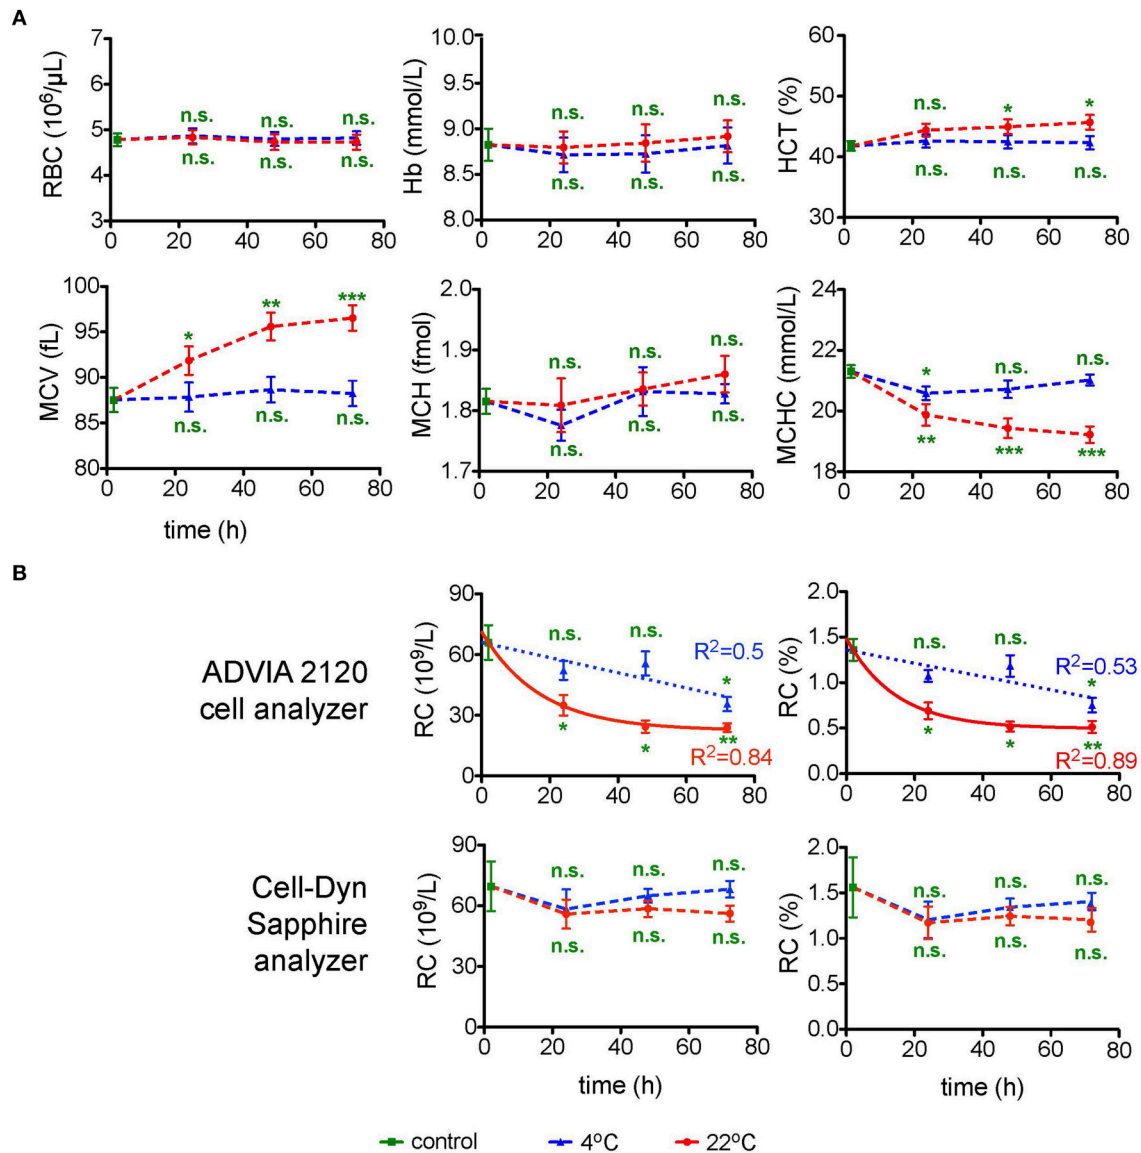 A
RBC (10⁶/µL)
7
6
5
4
3
0 20 40 60 80
n.s. n.s. n.s.
n.s. n.s. n.s.
Hb (mmol/L)
10.0
9.5
9.0
8.5
8.0
0 20 40 60 80
n.s. n.s. n.s.
n.s. n.s. n.s.
HCT (%)
60
50
40
30
0 20 40 60 80
n.s. * *
n.s. n.s. n.s.
MCV (fL)
100
95
90
85
80
0 20 40 60 80
* ** ***
n.s. n.s. n.s.
time (h)
MCH (fmol)
2.0
1.9
1.8
1.7
0 20 40 60 80
n.s. n.s. n.s.
n.s. n.s. n.s.
MCHC (mmol/L)
24
22
20
18
0 20 40 60 80
* n.s. n.s.
** *** ***
B
ADVIA 2120
cell analyzer
RC (10⁹/L)
90
60
30
0
0 20 40 60 80
n.s. n.s. *
R²=0.5
* * **
R²=0.84
RC (%)
2.0
1.5
1.0
0.5
0.0
0 20 40 60 80
n.s. n.s. *
R²=0.53
* * **
R²=0.89
Cell-Dyn
Sapphire
analyzer
RC (10⁹/L)
90
60
30
0
0 20 40 60 80
n.s. n.s. n.s.
n.s. n.s. n.s.
time (h)
RC (%)
2.0
1.5
1.0
0.5
0.0
0 20 40 60 80
n.s. n.s. n.s.
n.s. n.s. n.s.
time (h)
control 4°C 22°C